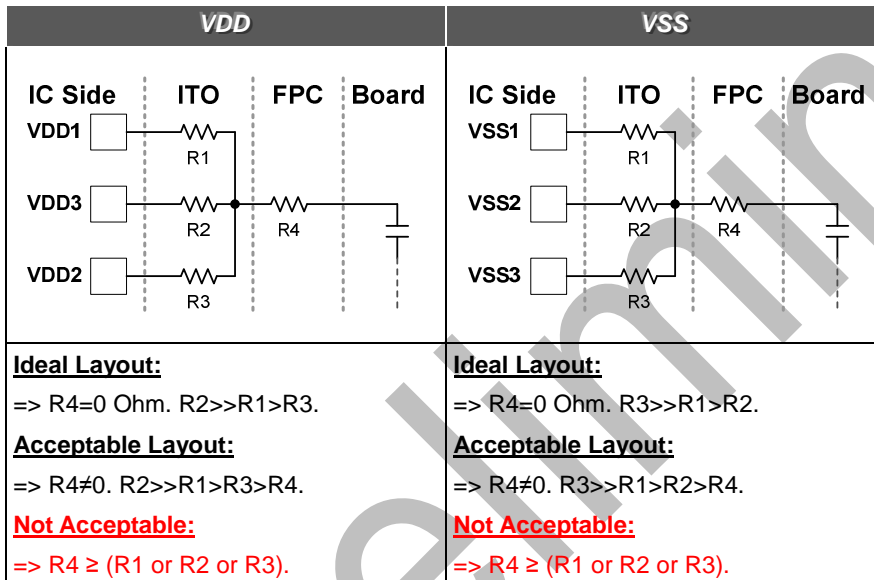 VDD
VSS
IC Side ITO FPC Board
VDD1
R1
VDD3
R2
R4
VDD2
R3
IC Side ITO FPC Board
VSS1
R1
VSS2
R2
R4
VSS3
R3
Ideal Layout:
=> R4=0 Ohm. R2>>R1>R3.
Acceptable Layout:
=> R4≠0. R2>>R1>R3>R4.
Not Acceptable:
=> R4 ≥ (R1 or R2 or R3).
Ideal Layout:
=> R4=0 Ohm. R3>>R1>R2.
Acceptable Layout:
=> R4≠0. R3>>R1>R2>R4.
Not Acceptable:
=> R4 ≥ (R1 or R2 or R3).
elimin